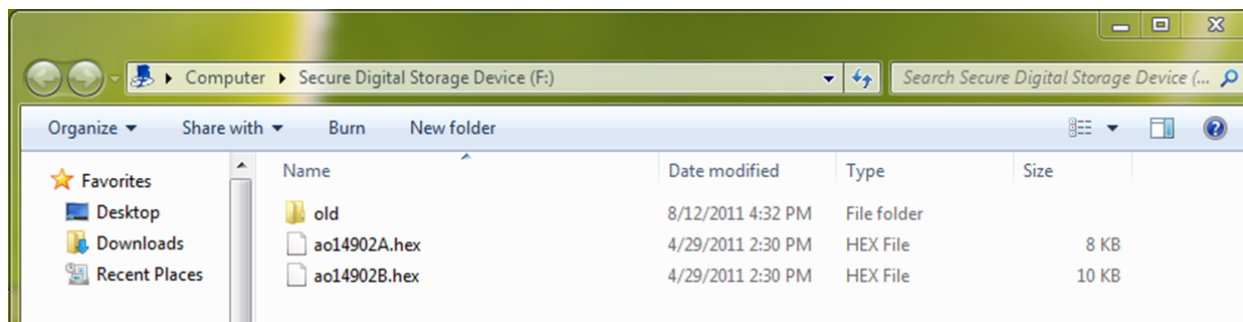 Computer Secure Digital Storage Device (F:) Search Secure Digital Storage Device (...
Organize Share with Burn New folder
Favorites Name Date modified Type Size
Desktop old 8/12/2011 4:32 PM File folder
Downloads ao14902A.hex 4/29/2011 2:30 PM HEX File 8 KB
Recent Places ao14902B.hex 4/29/2011 2:30 PM HEX File 10 KB